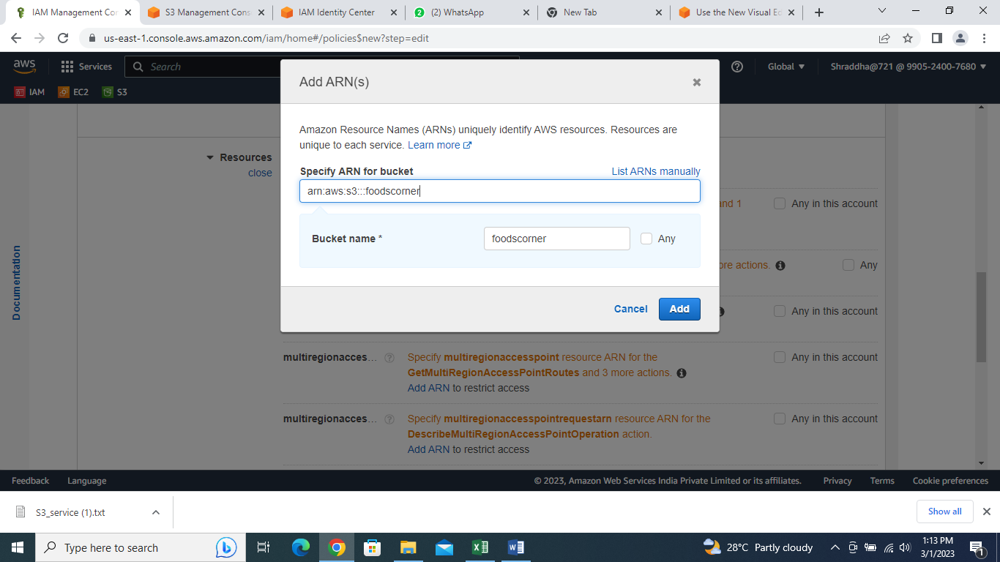 IAM Management Cor
S3 Management Cons
IAM Identity Center
(2) WhatsApp
New Tab
Use the New Visual Ed
us-east-1.console.aws.amazon.com/iam/home#/policies$new?step=edit
aws
Services
Search
Global
Shraddha@721 @ 9905-2400-7680
IAM
EC2
S3
Add ARN(s)
Amazon Resource Names (ARNs) uniquely identify AWS resources. Resources are
unique to each service. Learn more
Specify ARN for bucket
List ARNs manually
arn:aws:s3:::foodscorner
Bucket name *
foodscorner
Any
Cancel
Add
Documentation
Resources
close
and 1
Any in this account
ore actions.
Any
Any in this account
multiregionacces...
Specify multiregionaccesspoint resource ARN for the
GetMultiRegionAccessPointRoutes and 3 more actions.
Add ARN to restrict access
Any in this account
multiregionacces...
Specify multiregionaccesspointrequestarn resource ARN for the
DescribeMultiRegionAccessPointOperation action.
Add ARN to restrict access
Any in this account
Feedback
Language
© 2023, Amazon Web Services India Private Limited or its affiliates.
Privacy
Terms
Cookie preferences
S3_service (1).txt
Show all
Type here to search
28°C Partly cloudy
1:13 PM
3/1/2023
1